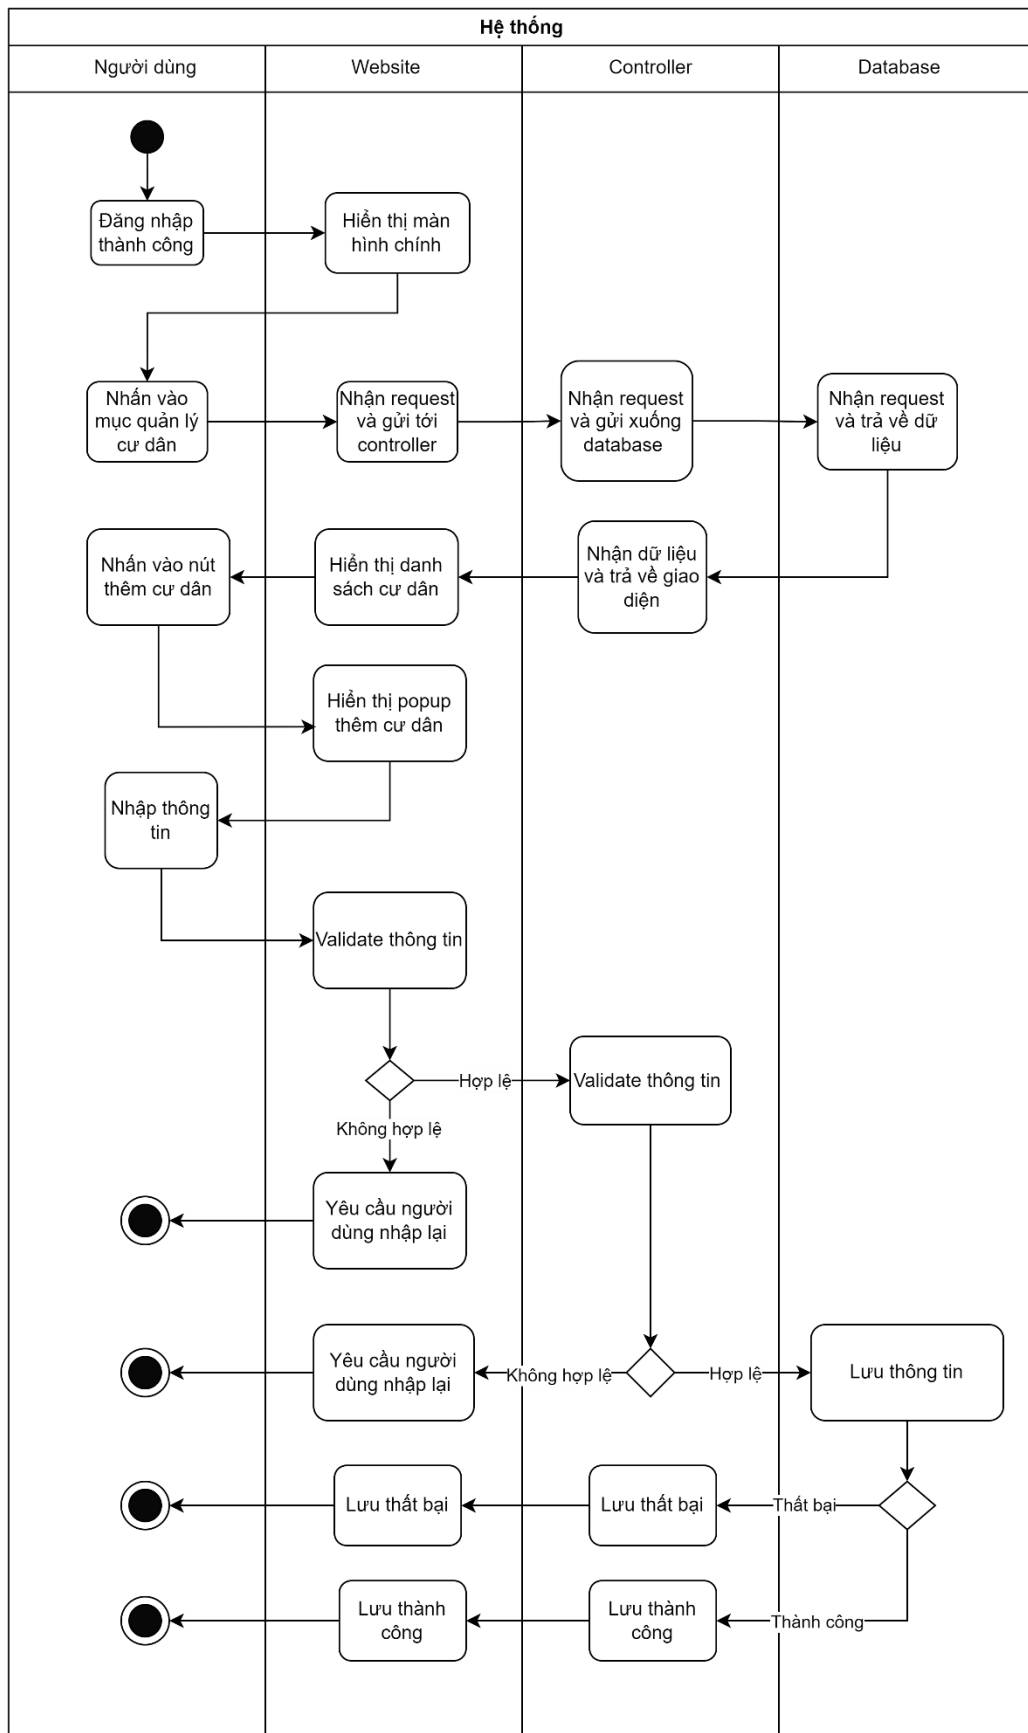 Hệ thống
Người dùng
Website
Controller
Database
Đăng nhập
thành công
Hiển thị màn
hình chính
Nhấn vào
mục quản lý
cư dân
Nhận request
và gửi tới
controller
Nhận request
và gửi xuống
database
Nhận request
và trả về dữ
liệu
Nhấn vào nút
thêm cư dân
Hiển thị danh
sách cư dân
Nhận dữ liệu
và trả về giao
diện
Hiển thị popup
thêm cư dân
Nhập thông
tin
Validate thông tin
Hợp lệ
Validate thông tin
Không hợp lệ
Yêu cầu người
dùng nhập lại
Yêu cầu người
dùng nhập lại
Không hợp lệ
Hợp lệ
Lưu thông tin
Lưu thất bại
Lưu thất bại
Thất bại
Lưu thành
công
Lưu thành
công
Thành công